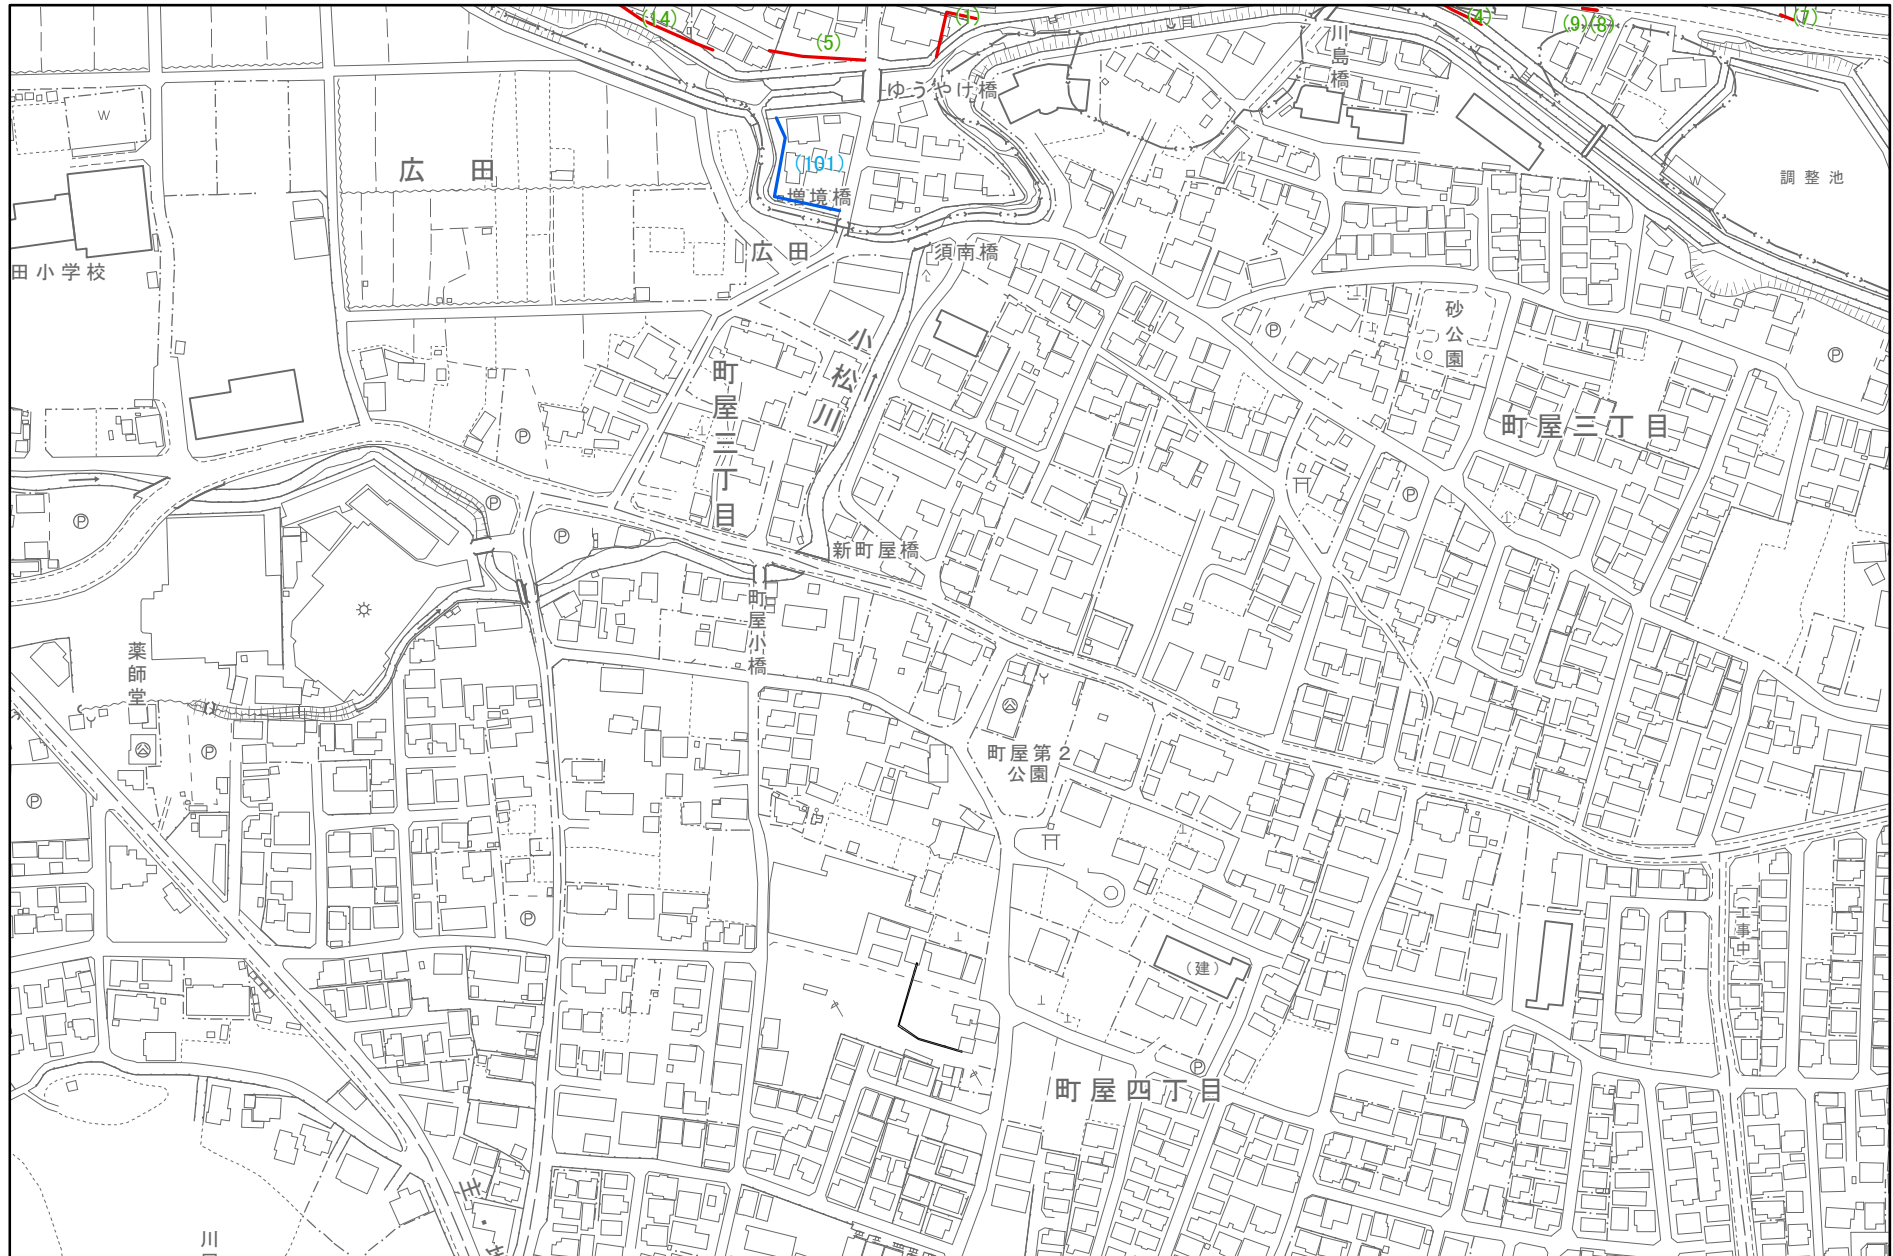 (14)
(5)
(1)
(4)
(9)(8)
(7)
川島橋
ゆうやけ橋
W
広田
(101)
増境橋
W
調整池
広田
須南橋
田小学校
砂公園
小松川
町屋三丁目
P
P
町屋三丁目
P
P
P
P
P
新町屋橋
町屋小橋
薬師堂
P
町屋第2
公園
P
P
(工事中)
(建)
P
町屋四丁目
主
川